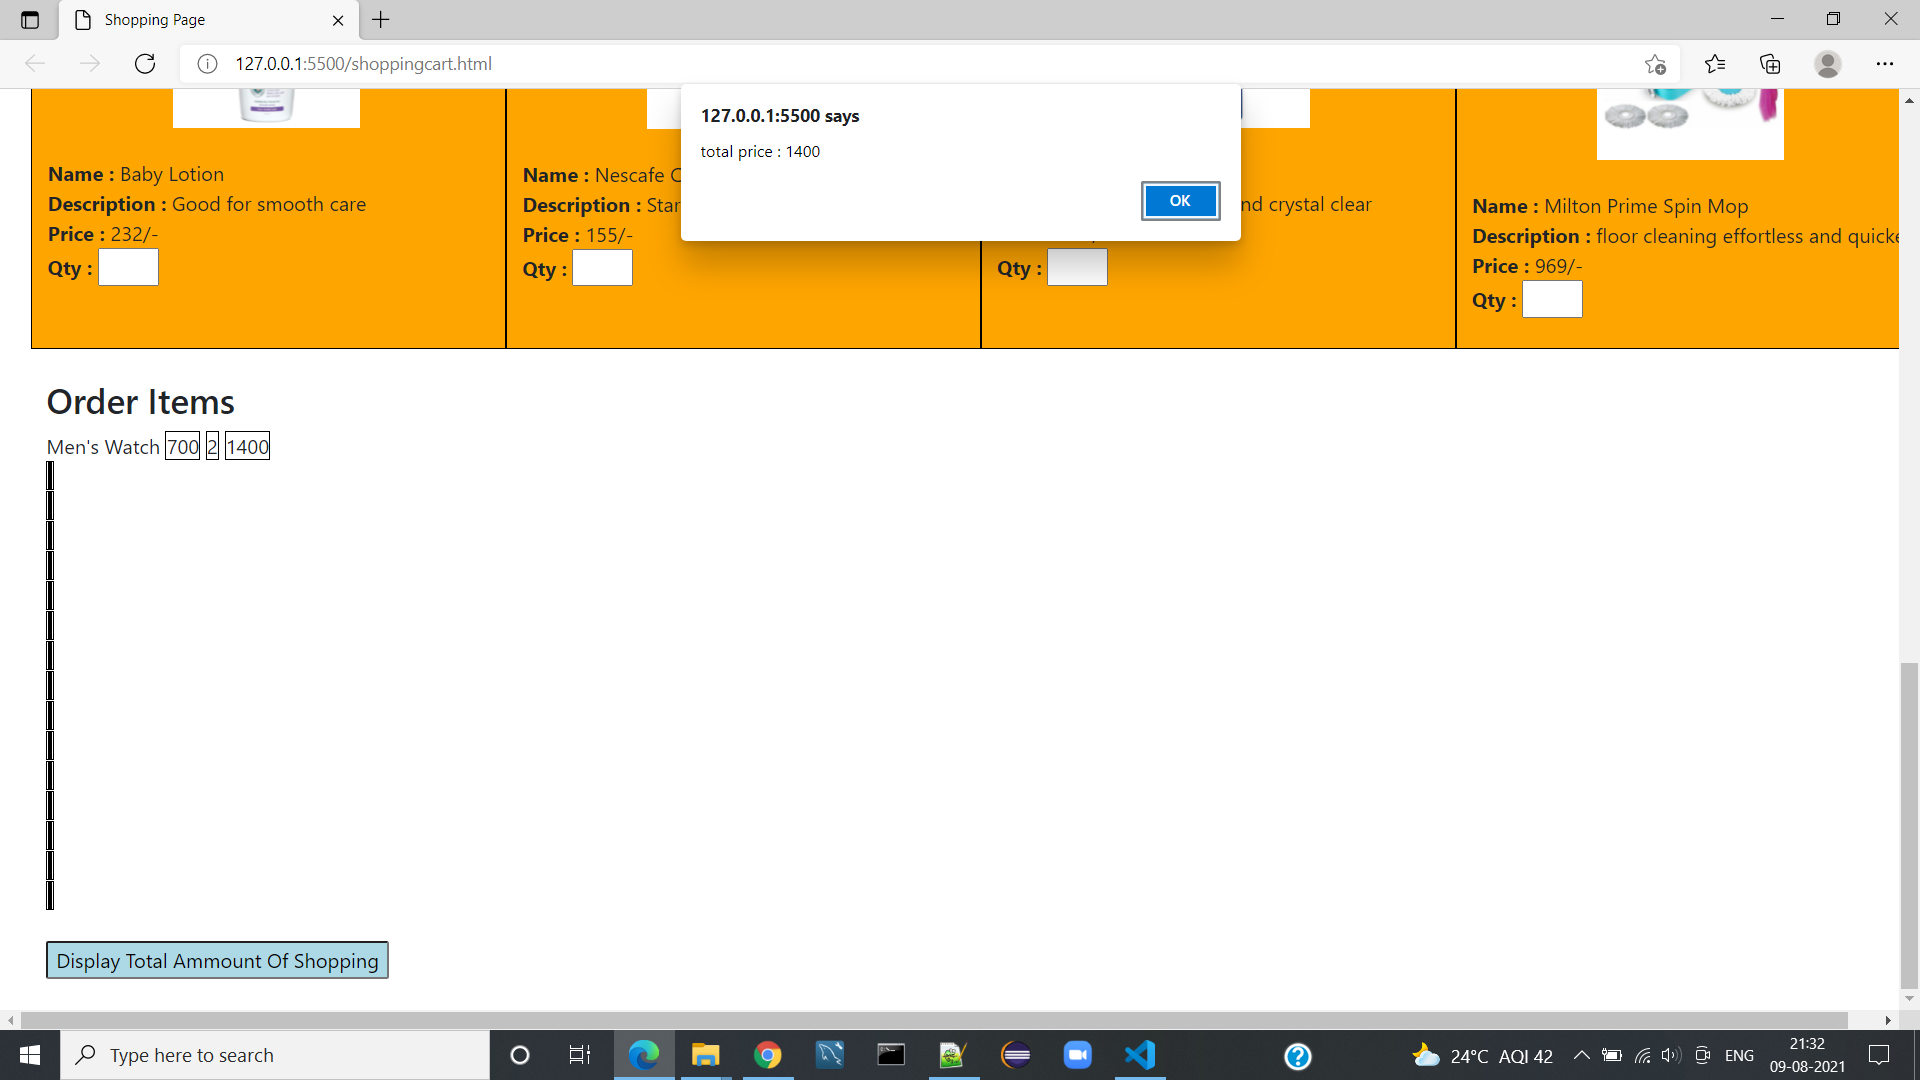 Shopping Page
127.0.0.1:5500/shoppingcart.html
127.0.0.1:5500 says
total price : 1400
OK
Name : Baby Lotion
Description : Good for smooth care
Price : 232/-
Qty :
Name : Nescafe
Description :
Price : 155/-
Qty :
crystal clear
Qty :
Name : Milton Prime Spin Mop
Description : floor cleaning effortless and
Price : 969/-
Qty :
Order Items
Men's Watch 700 2 1400
Display Total Ammount Of Shopping
Type here to search
24°C AQI 42
ENG
21:32
09-08-2021